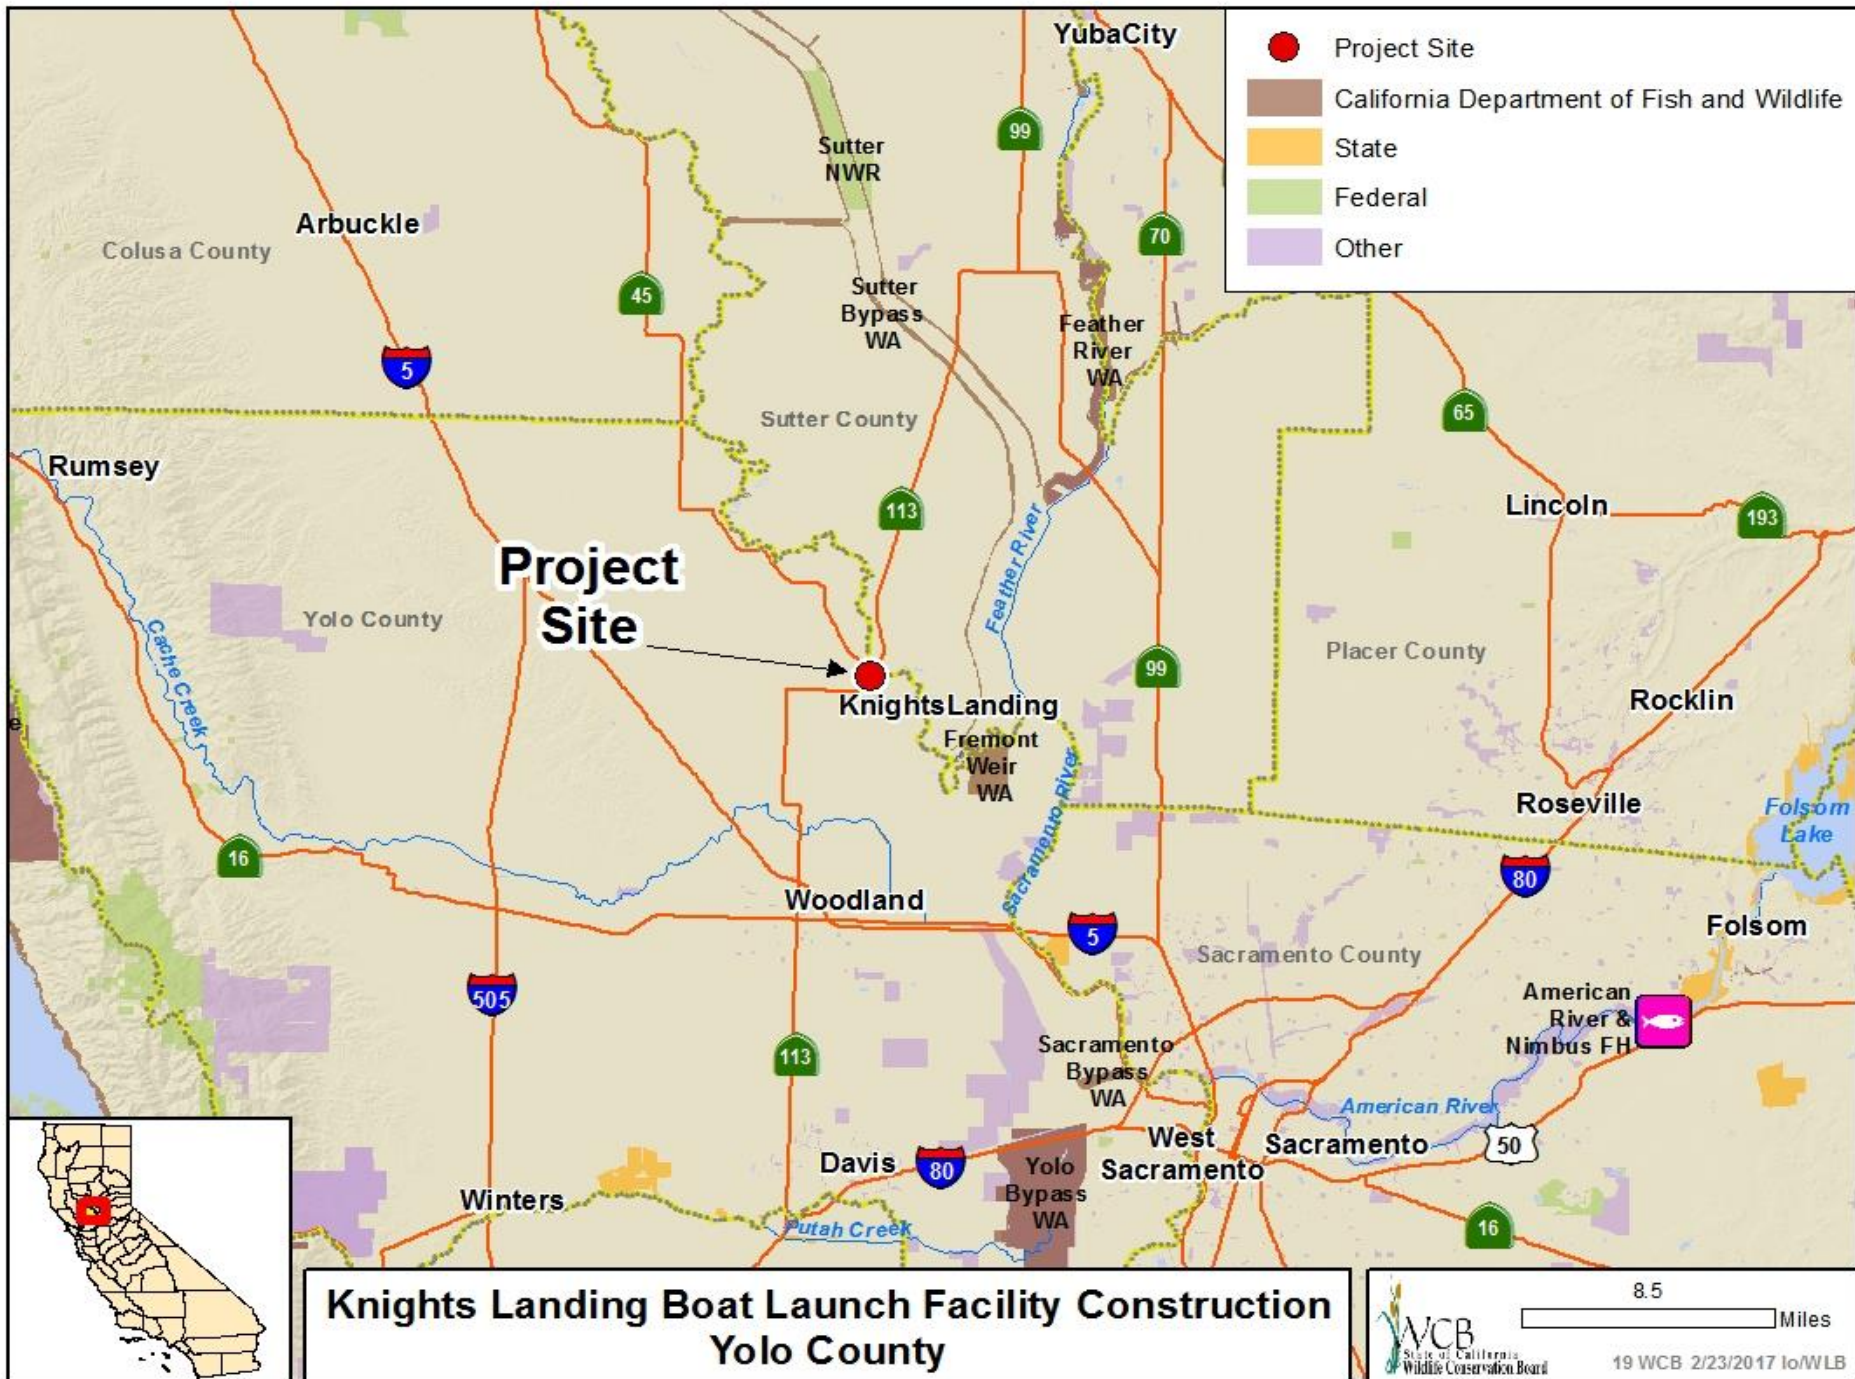 YubaCity
Project Site
California Department of Fish and Wildlife
State
Federal
Other
99
Sutter
NWR
Arbuckle
Colusa County
70
45
Sutter
Bypass
WA
Feather
River
WA
5
Sutter County
65
Rumsey
113
Lincoln
193
Feather River
Project
Site
Yolo County
Cache Creek
Placer County
99
KnightsLanding
Rocklin
e
Fremont
Weir
WA
Sacramento River
Roseville
Folsom
Lake
16
80
Woodland
5
Folsom
Sacramento County
505
American
River &
Nimbus FH
113
Sacramento
Bypass
WA
American River
West
Sacramento
Sacramento
50
Davis
80
Yolo
Bypass
WA
Winters
Putah Creek
16
Knights Landing Boat Launch Facility Construction
Yolo County
WCB
State of California
Wildlife Conservation Board
8.5
Miles
19 WCB 2/23/2017 lo/WLB